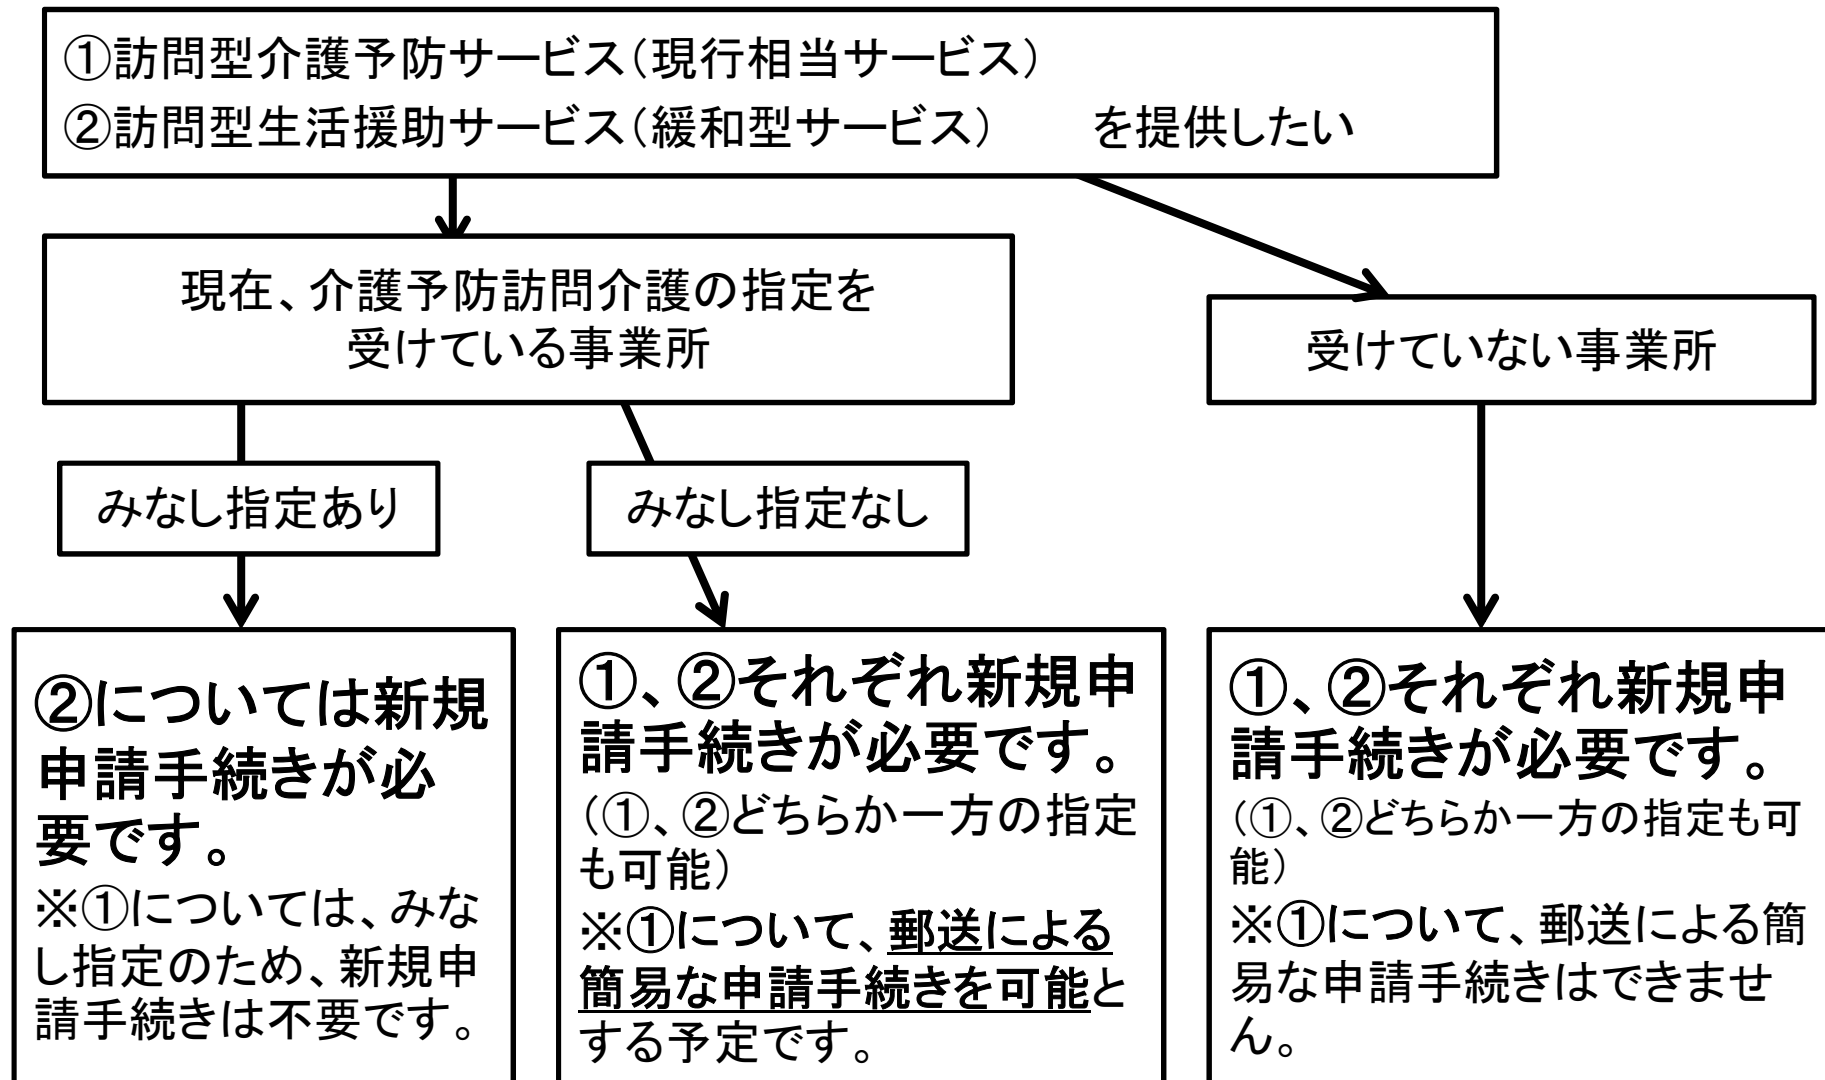 ①訪問型介護予防サービス（現行相当サービス）
②訪問型生活援助サービス（緩和型サービス）　　を提供したい
現在、介護予防訪問介護の指定を
受けている事業所
受けていない事業所
みなし指定あり
みなし指定なし
②については新規
申請手続きが必
要です。
※①については、みな
し指定のため、新規申
請手続きは不要です。
①、②それぞれ新規申
請手続きが必要です。
（①、②どちらか一方の指定
も可能）
※①について、郵送による
簡易な申請手続きを可能と
する予定です。
①、②それぞれ新規申
請手続きが必要です。
（①、②どちらか一方の指定も可
能）
※①について、郵送による簡
易な申請手続きはできませ
ん。